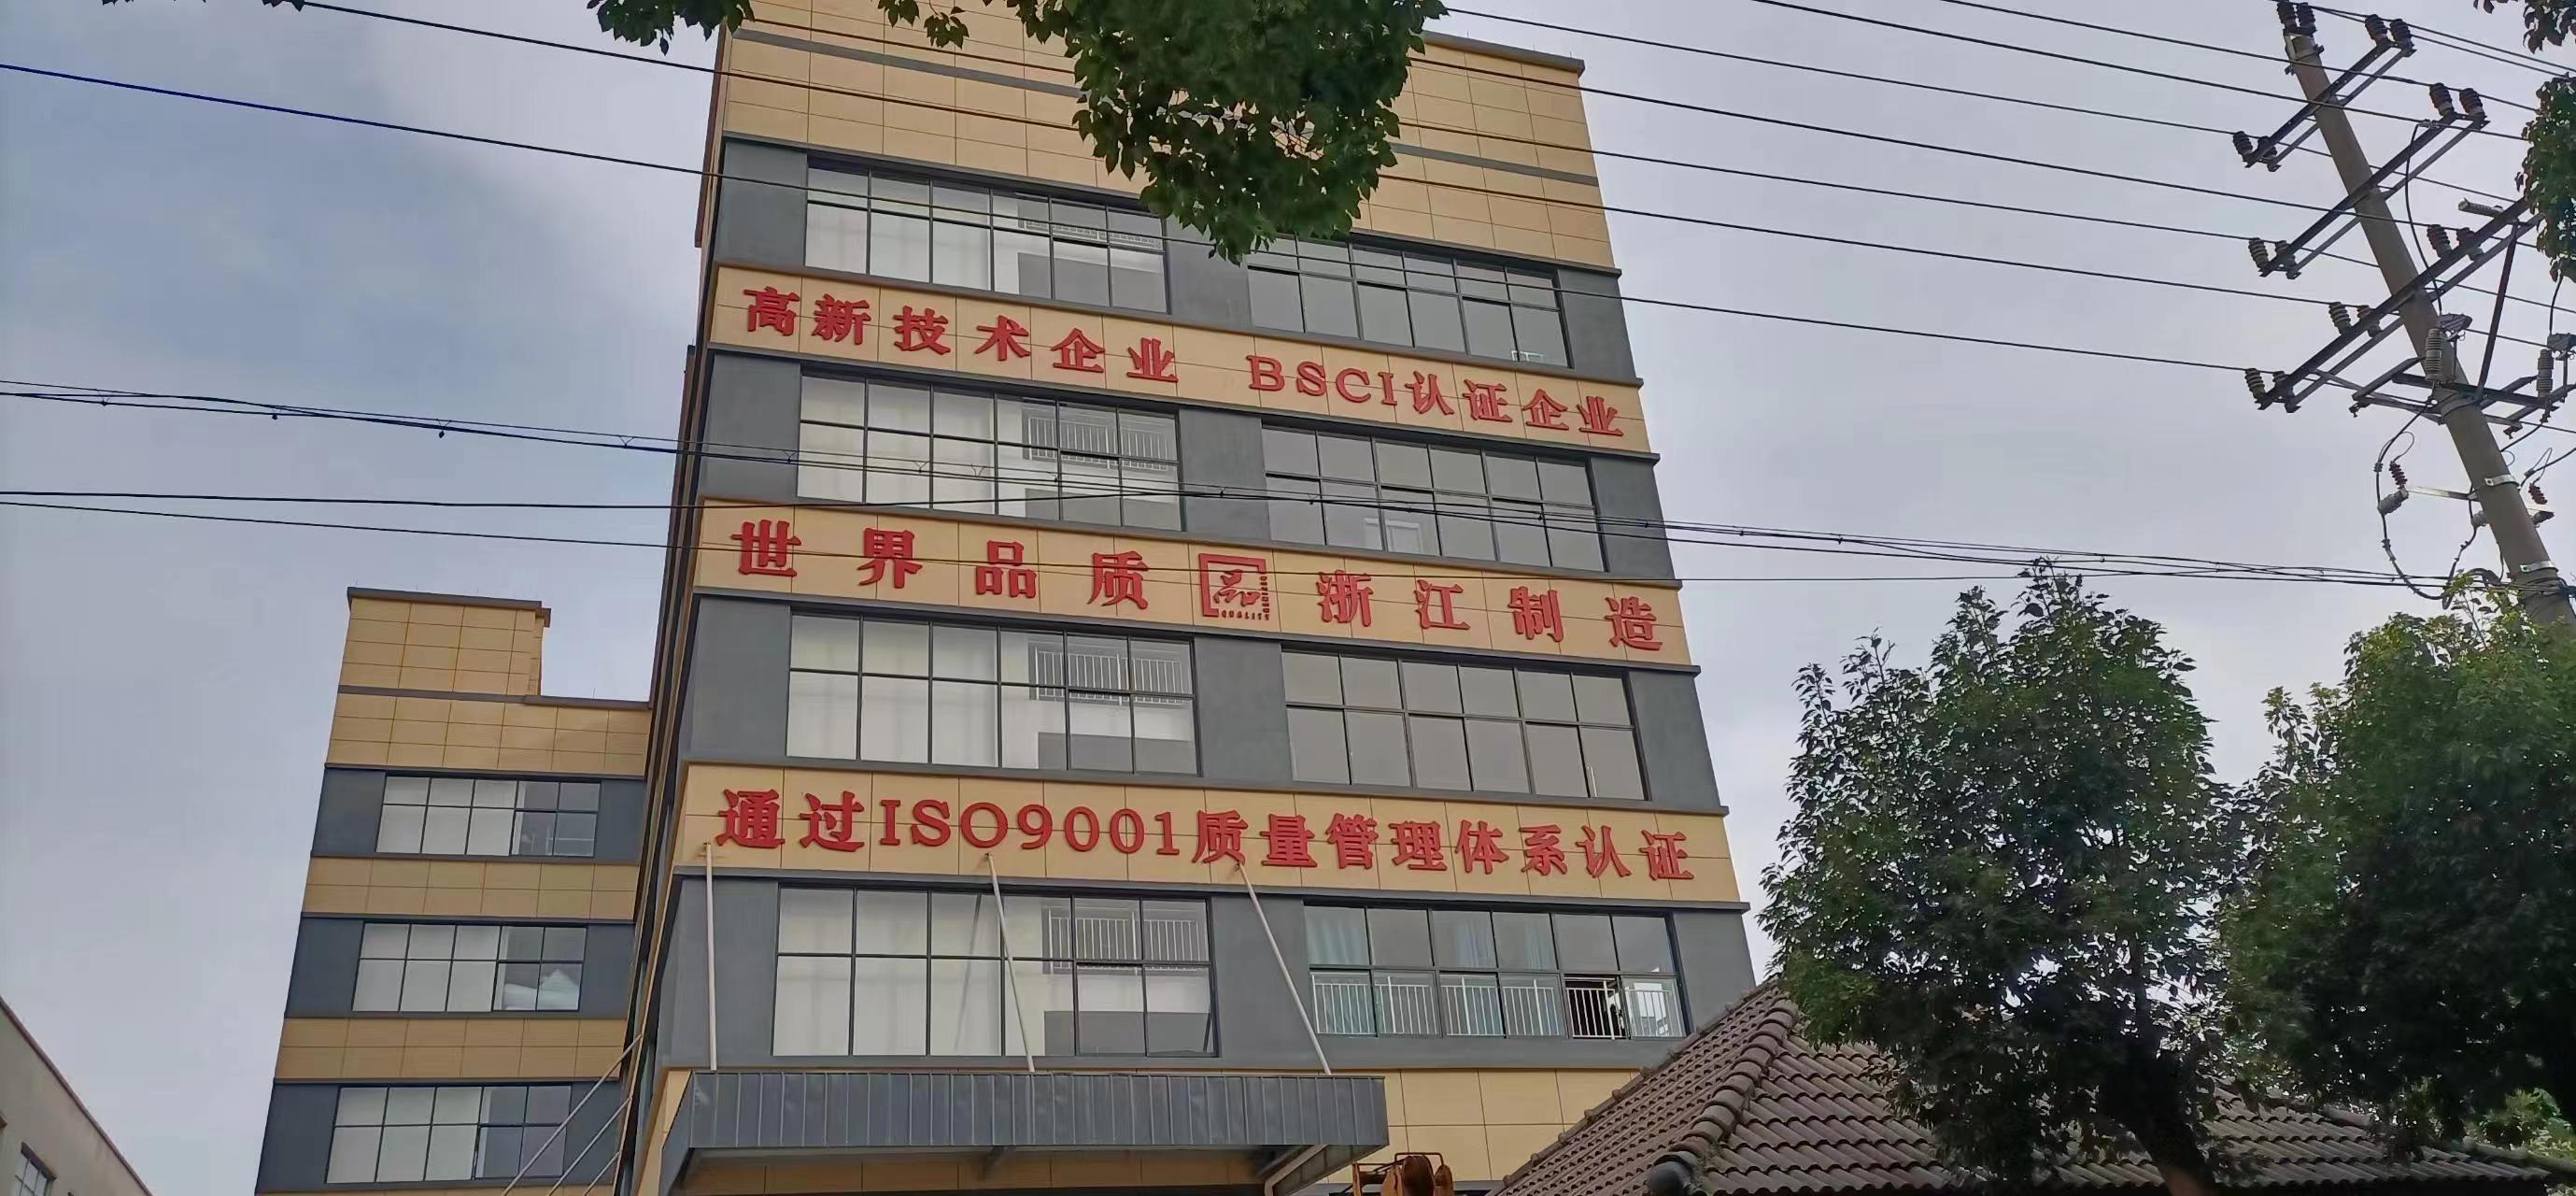 高新技术企业 BSCI认证企业
世界品质 品 QUALITY 浙江制造
通过ISO9001质量管理体系认证